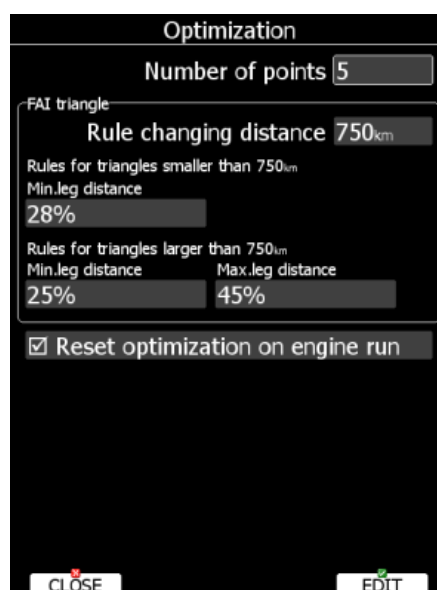 Optimization
Number of points 5
FAI triangle
Rule changing distance 750km
Rules for triangles smaller than 750km
Min.leg distance
28%
Rules for triangles larger than 750km
Min.leg distance Max.leg distance
25% 45%
Reset optimization on engine run
CLOSE EDIT